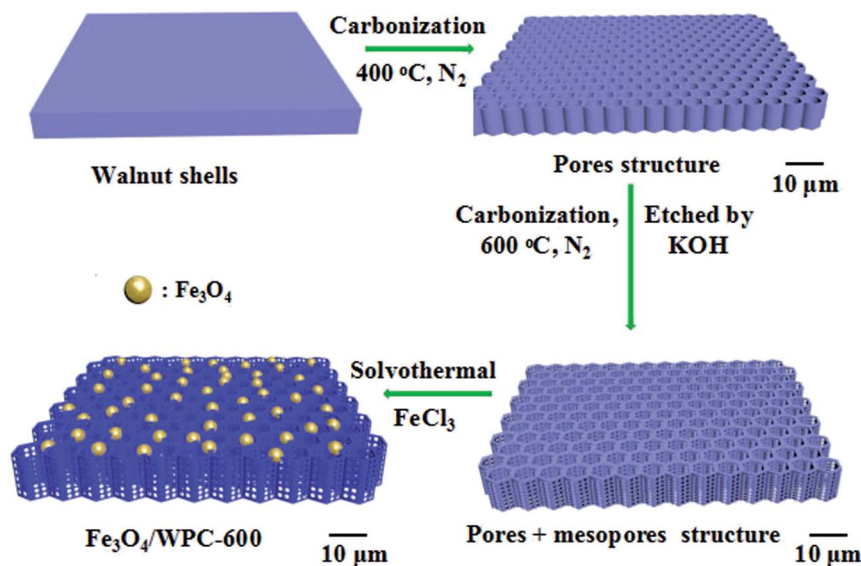 Carbonization
400 °C, N₂
Walnut shells
Pores structure
10 µm
Carbonization,
600 °C, N₂
Etched by
KOH
: Fe₃O₄
Solvothermal
FeCl₃
Fe₃O₄/WPC-600
10 µm
Pores + mesopores structure
10 µm